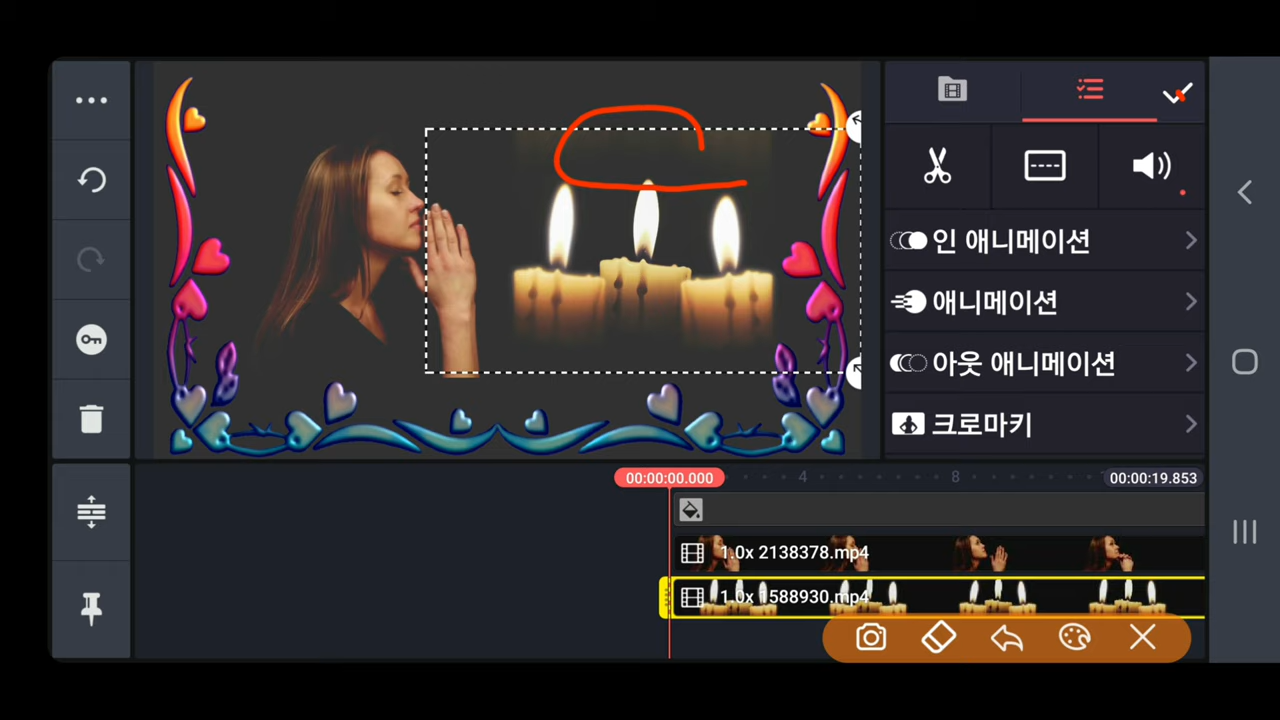 인 애니메이션
애니메이션
아웃 애니메이션
크로마키
00:00:00.000
4
8
00:00:19.853
1.0x 2138378.mp4
1.0x 1588930.mp4